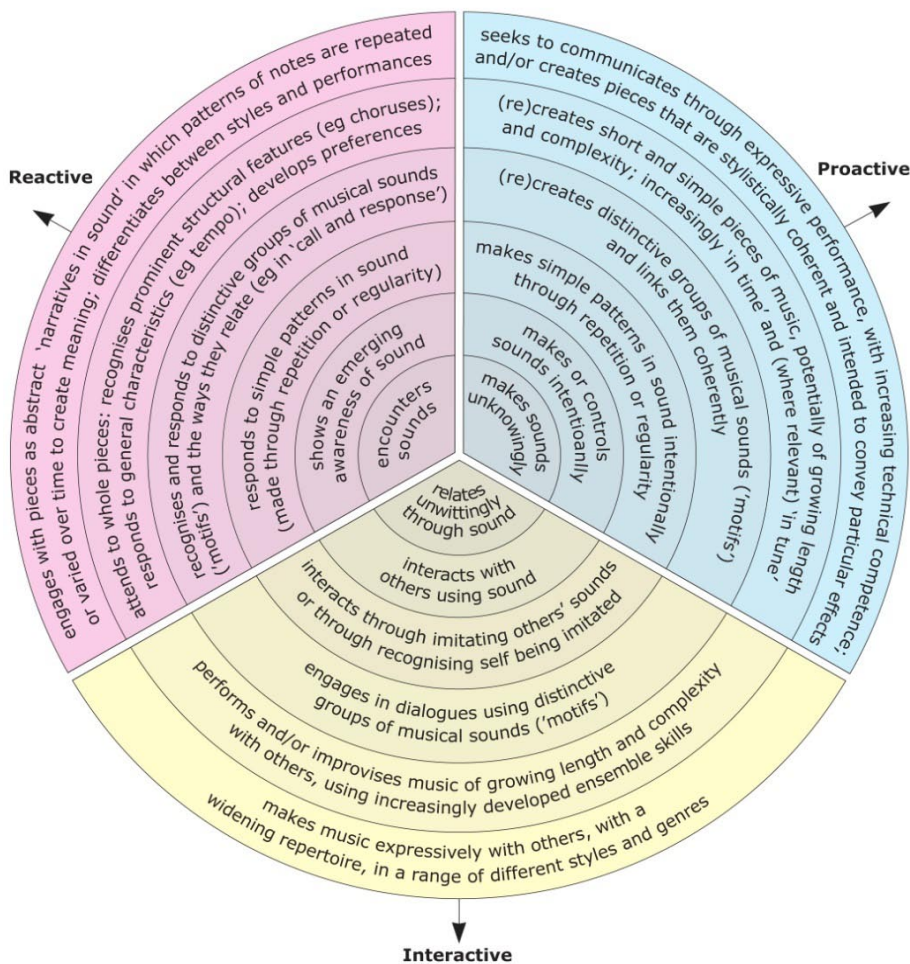 Reactive
engages with pieces as abstract 'narratives in sound' in which patterns of notes are repeated
or varied over time to create meaning; differentiates between styles and performances
attends to whole pieces: recognises prominent structural features (eg choruses);
responds to general characteristics (eg tempo); develops preferences
recognises and responds to distinctive groups of musical sounds
('motifs') and the ways they relate (eg in 'call and response')
responds to simple patterns in sound
(made through repetition or regularity)
shows an emerging
awareness of sound
encounters
sounds
Proactive
seeks to communicates through expressive performance, with increasing technical competence;
and/or creates pieces that are stylistically coherent and intended to convey particular effects
(re)creates short and simple pieces of music, potentially of growing length
and complexity; increasingly 'in time' and (where relevant) 'in tune'
(re)creates distinctive groups of musical sounds ('motifs')
and links them coherently
makes simple patterns in sound intentionally
through repetition or regularity
makes or controls
sounds intentioanlly
makes sounds
unknowingly
relates
unwittingly
through sound
interacts with
others using sound
interacts through imitating others' sounds
or through recognising self being imitated
engages in dialogues using distinctive
groups of musical sounds ('motifs')
performs and/or improvises music of growing length and complexity
with others, using increasingly developed ensemble skills
makes music expressively with others, with a
widening repertoire, in a range of different styles and genres
Interactive